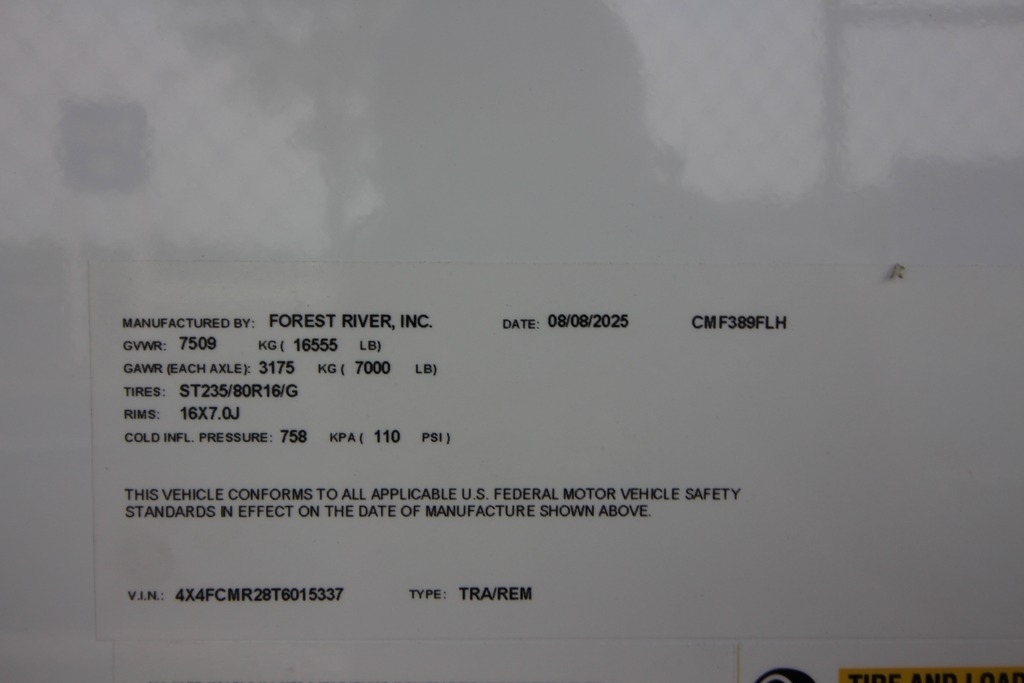 MANUFACTURED BY: FOREST RIVER, INC. DATE: 08/08/2025 CMF389FLH
GVWR: 7509 KG ( 16555 LB)
GAWR (EACH AXLE): 3175 KG ( 7000 LB)
TIRES: ST235/80R16/G
RIMS: 16X7.0J
COLD INFL. PRESSURE: 758 KPA ( 110 PSI )
THIS VEHICLE CONFORMS TO ALL APPLICABLE U.S. FEDERAL MOTOR VEHICLE SAFETY
STANDARDS IN EFFECT ON THE DATE OF MANUFACTURE SHOWN ABOVE.
V.I.N.: 4X4FCMR28T6015337 TYPE: TRA/REM
TIRE AND LOAD